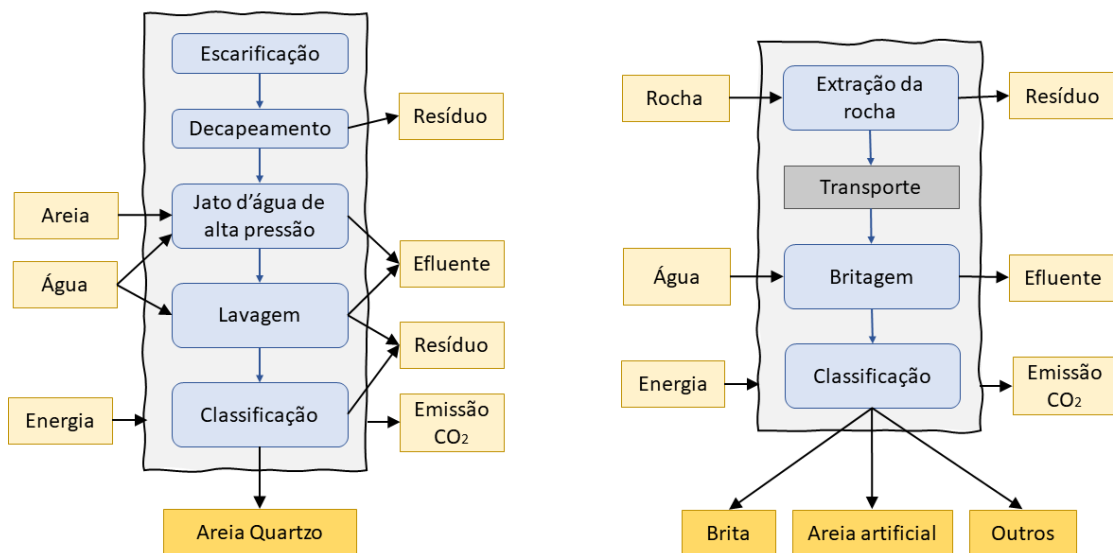 Escarificação
Decapeamento
Resíduo
Areia
Jato d'água de
alta pressão
Água
Efluente
Lavagem
Resíduo
Energia
Classificação
Emissão
CO2
Areia Quartzo
Rocha
Extração da
rocha
Resíduo
Transporte
Água
Britagem
Efluente
Energia
Classificação
Emissão
CO2
Brita
Areia artificial
Outros